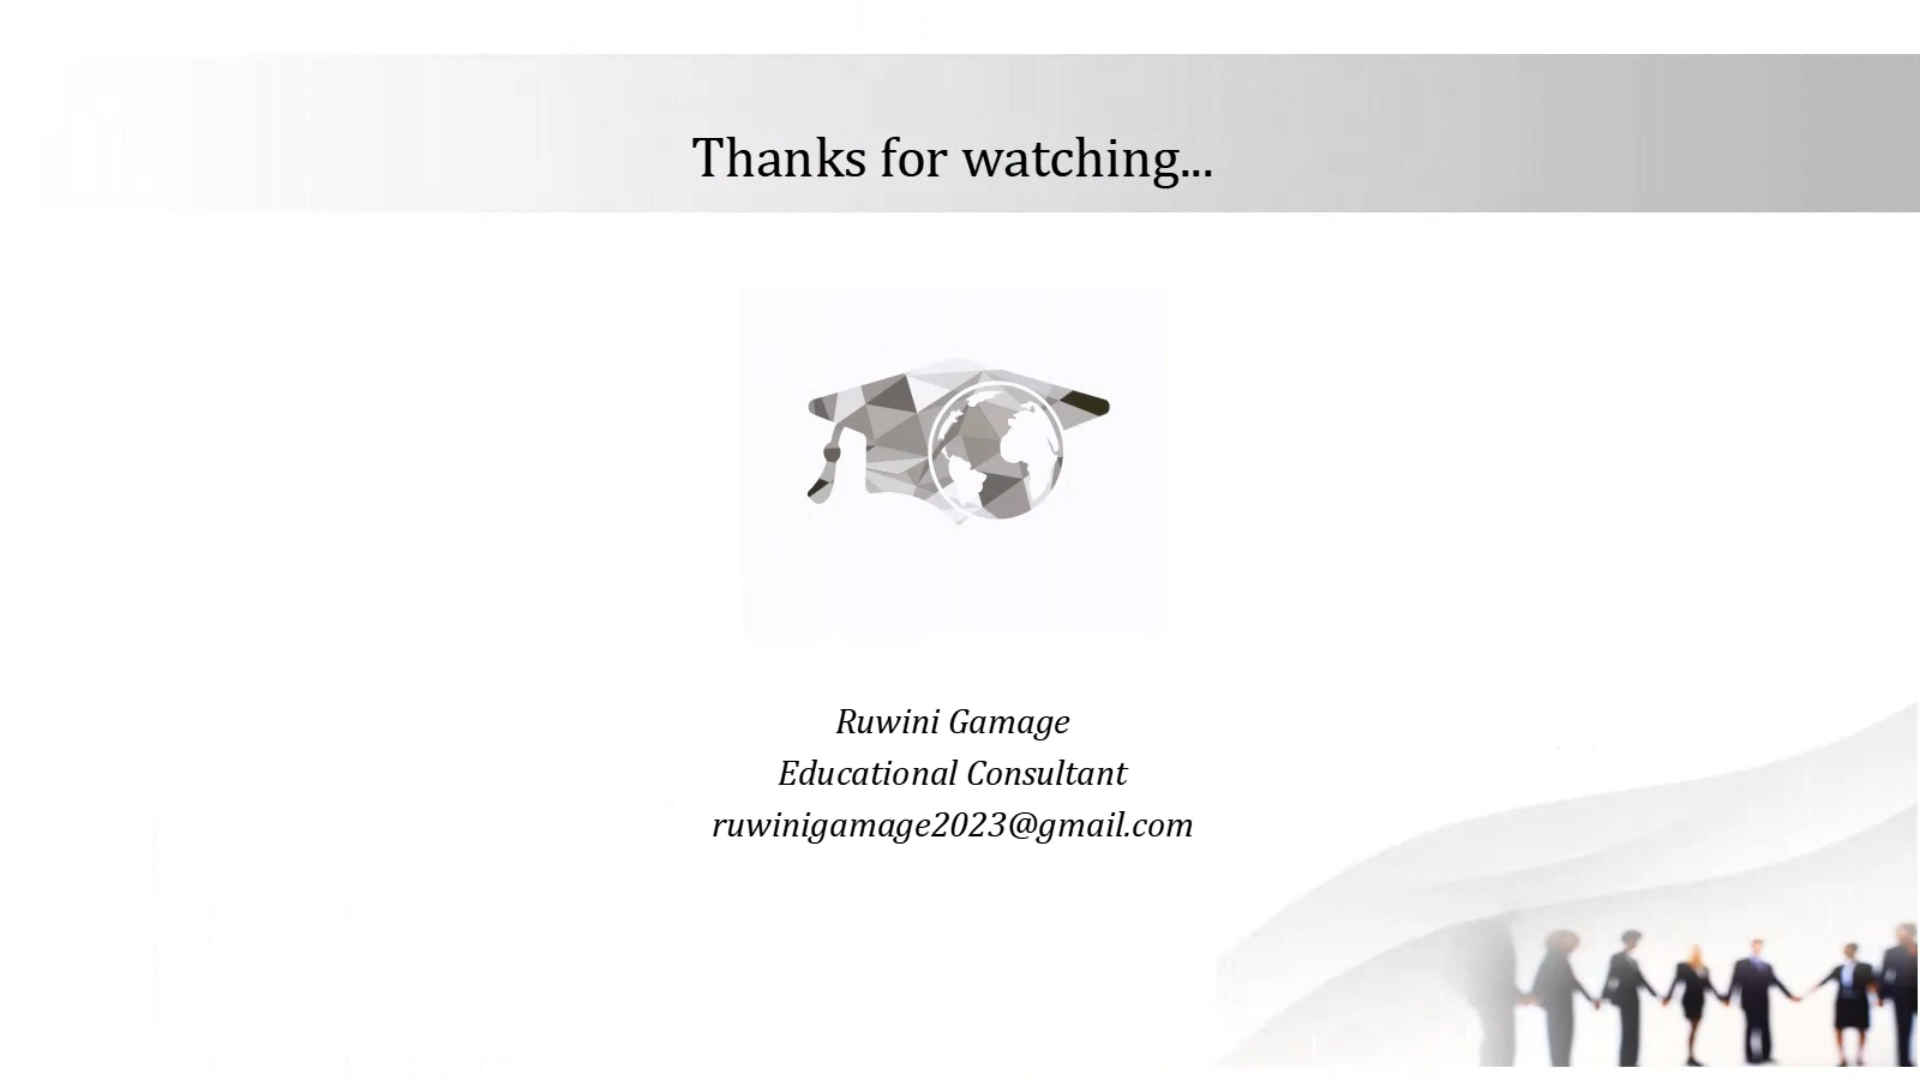 Thanks for watching...
Ruwini Gamage
Educational Consultant
ruwinigamage2023@gmail.com